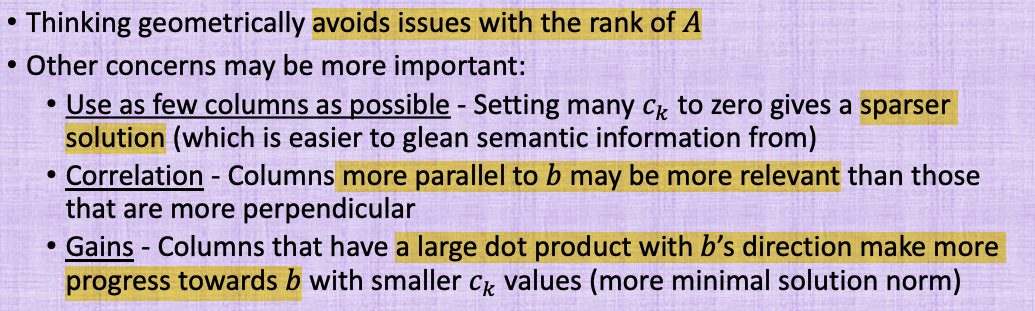 • Thinking geometrically avoids issues with the rank of A
• Other concerns may be more important:
• Use as few columns as possible - Setting many cₖ to zero gives a sparser
solution (which is easier to glean semantic information from)
• Correlation - Columns more parallel to b may be more relevant than those
that are more perpendicular
• Gains - Columns that have a large dot product with b’s direction make more
progress towards b with smaller cₖ values (more minimal solution norm)